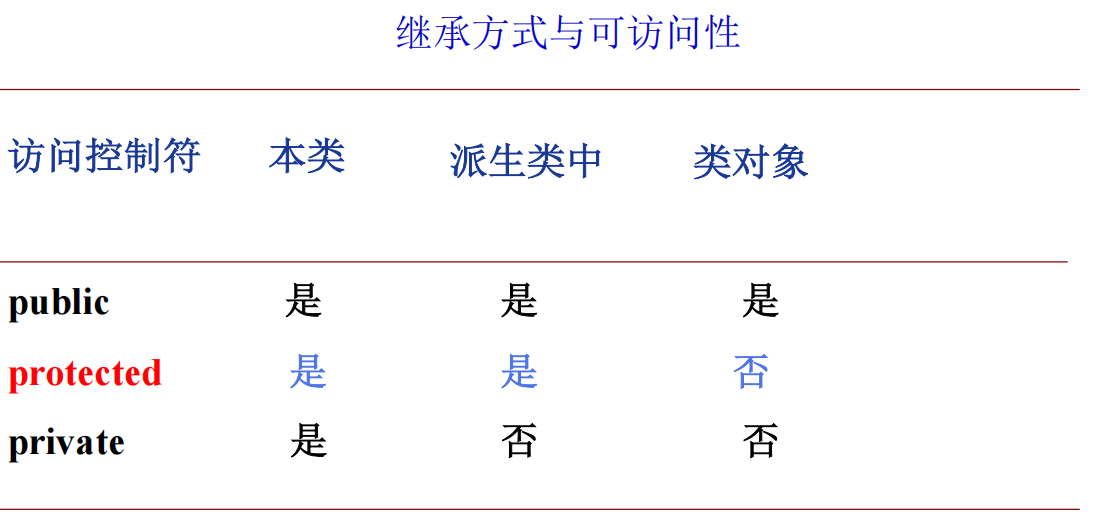 继承方式与可访问性
访问控制符 本类 派生类中 类对象
public 是 是 是
protected 是 是 否
private 是 否 否